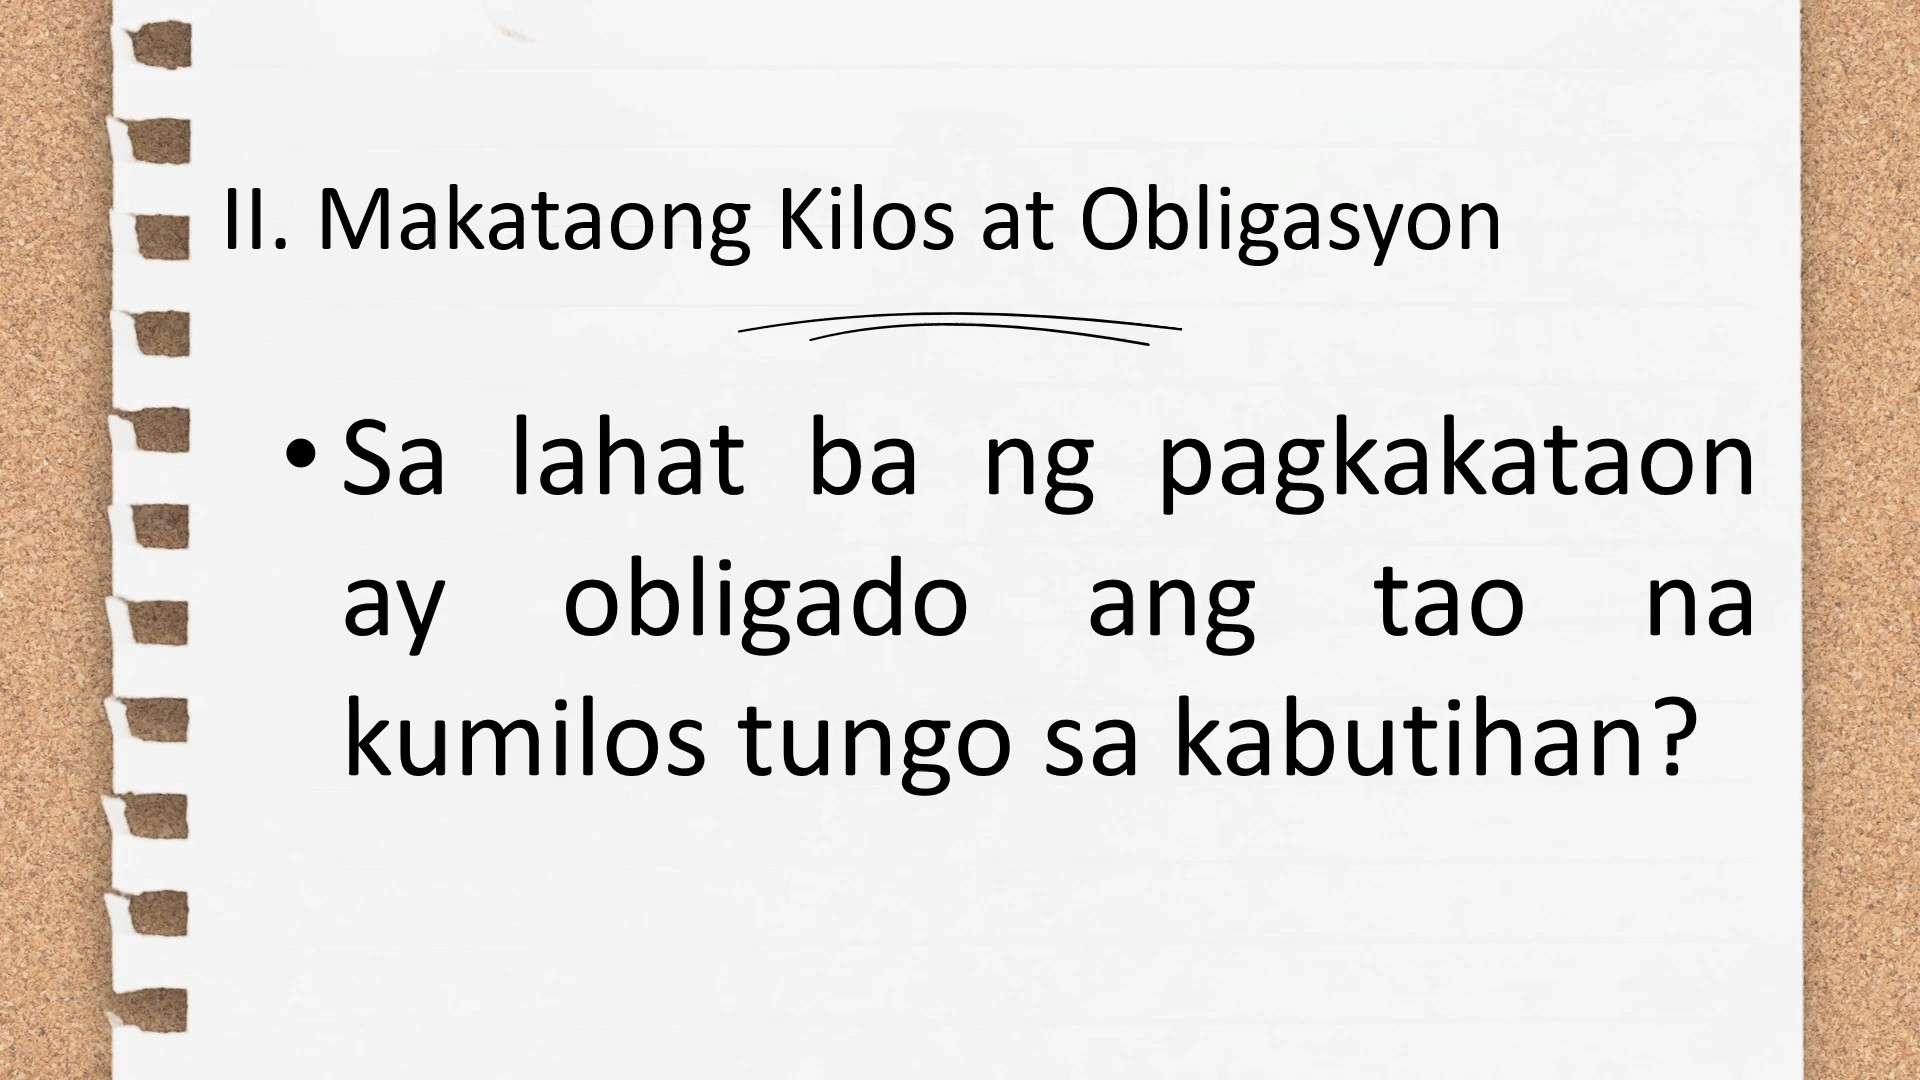 II. Makataong Kilos at Obligasyon
• Sa lahat ba ng pagkakataon
ay obligado ang tao na
kumilos tungo sa kabutihan?